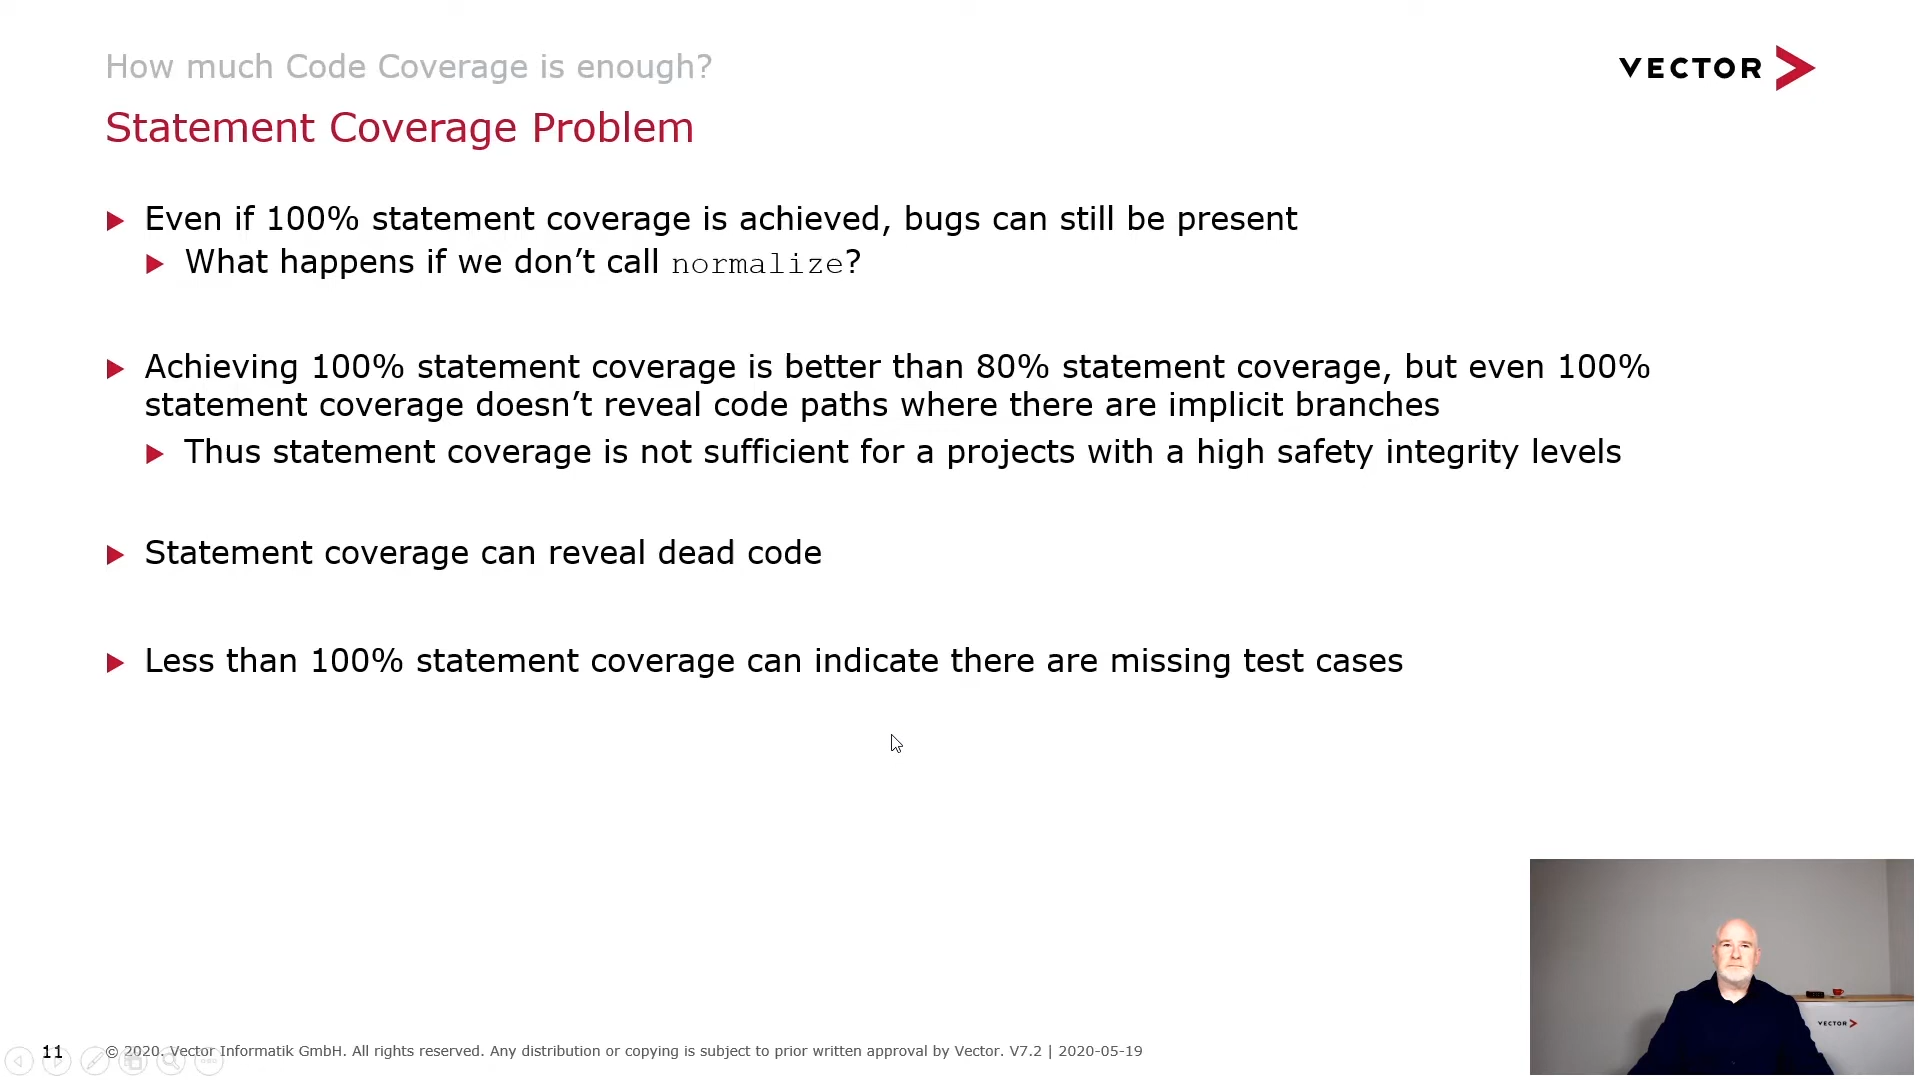 How much Code Coverage is enough?
VECTOR
Statement Coverage Problem
Even if 100% statement coverage is achieved, bugs can still be present
What happens if we don’t call normalize?
Achieving 100% statement coverage is better than 80% statement coverage, but even 100%
statement coverage doesn’t reveal code paths where there are implicit branches
Thus statement coverage is not sufficient for a projects with a high safety integrity levels
Statement coverage can reveal dead code
Less than 100% statement coverage can indicate there are missing test cases
VECTOR
11
© 2020. Vector Informatik GmbH. All rights reserved. Any distribution or copying is subject to prior written approval by Vector. V7.2 | 2020-05-19